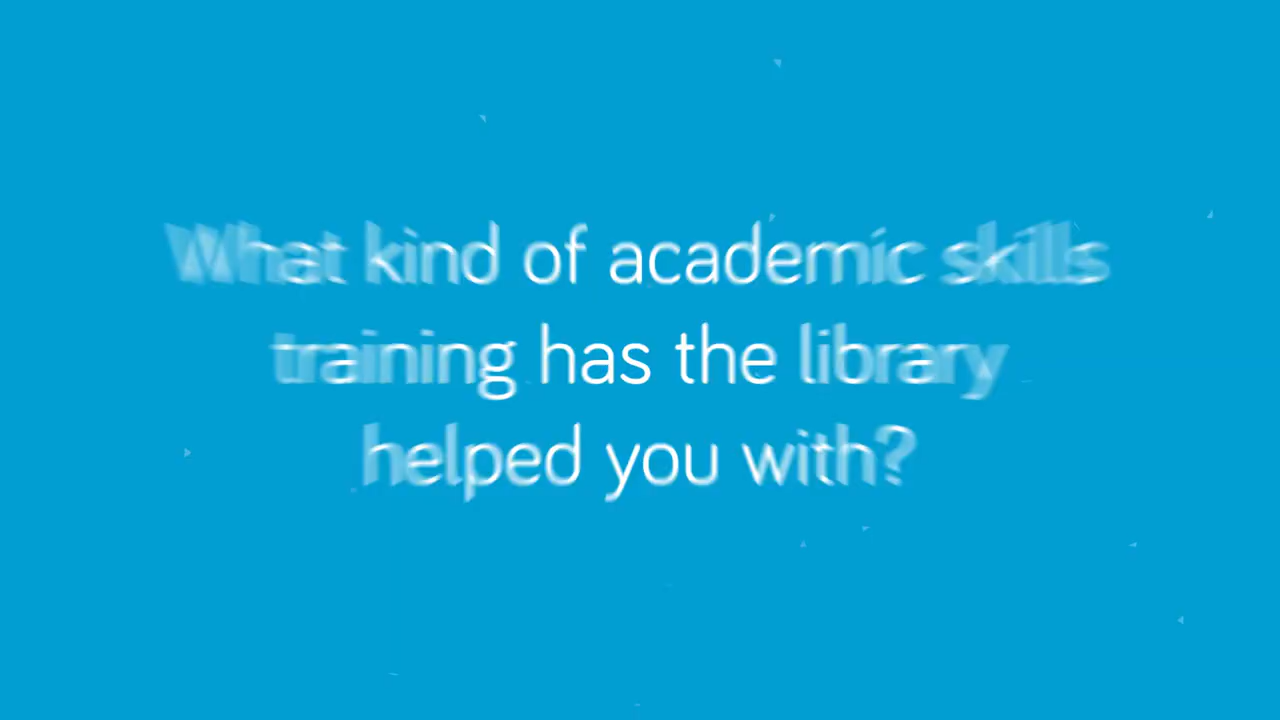 What kind of academic skills
training has the library
helped you with?